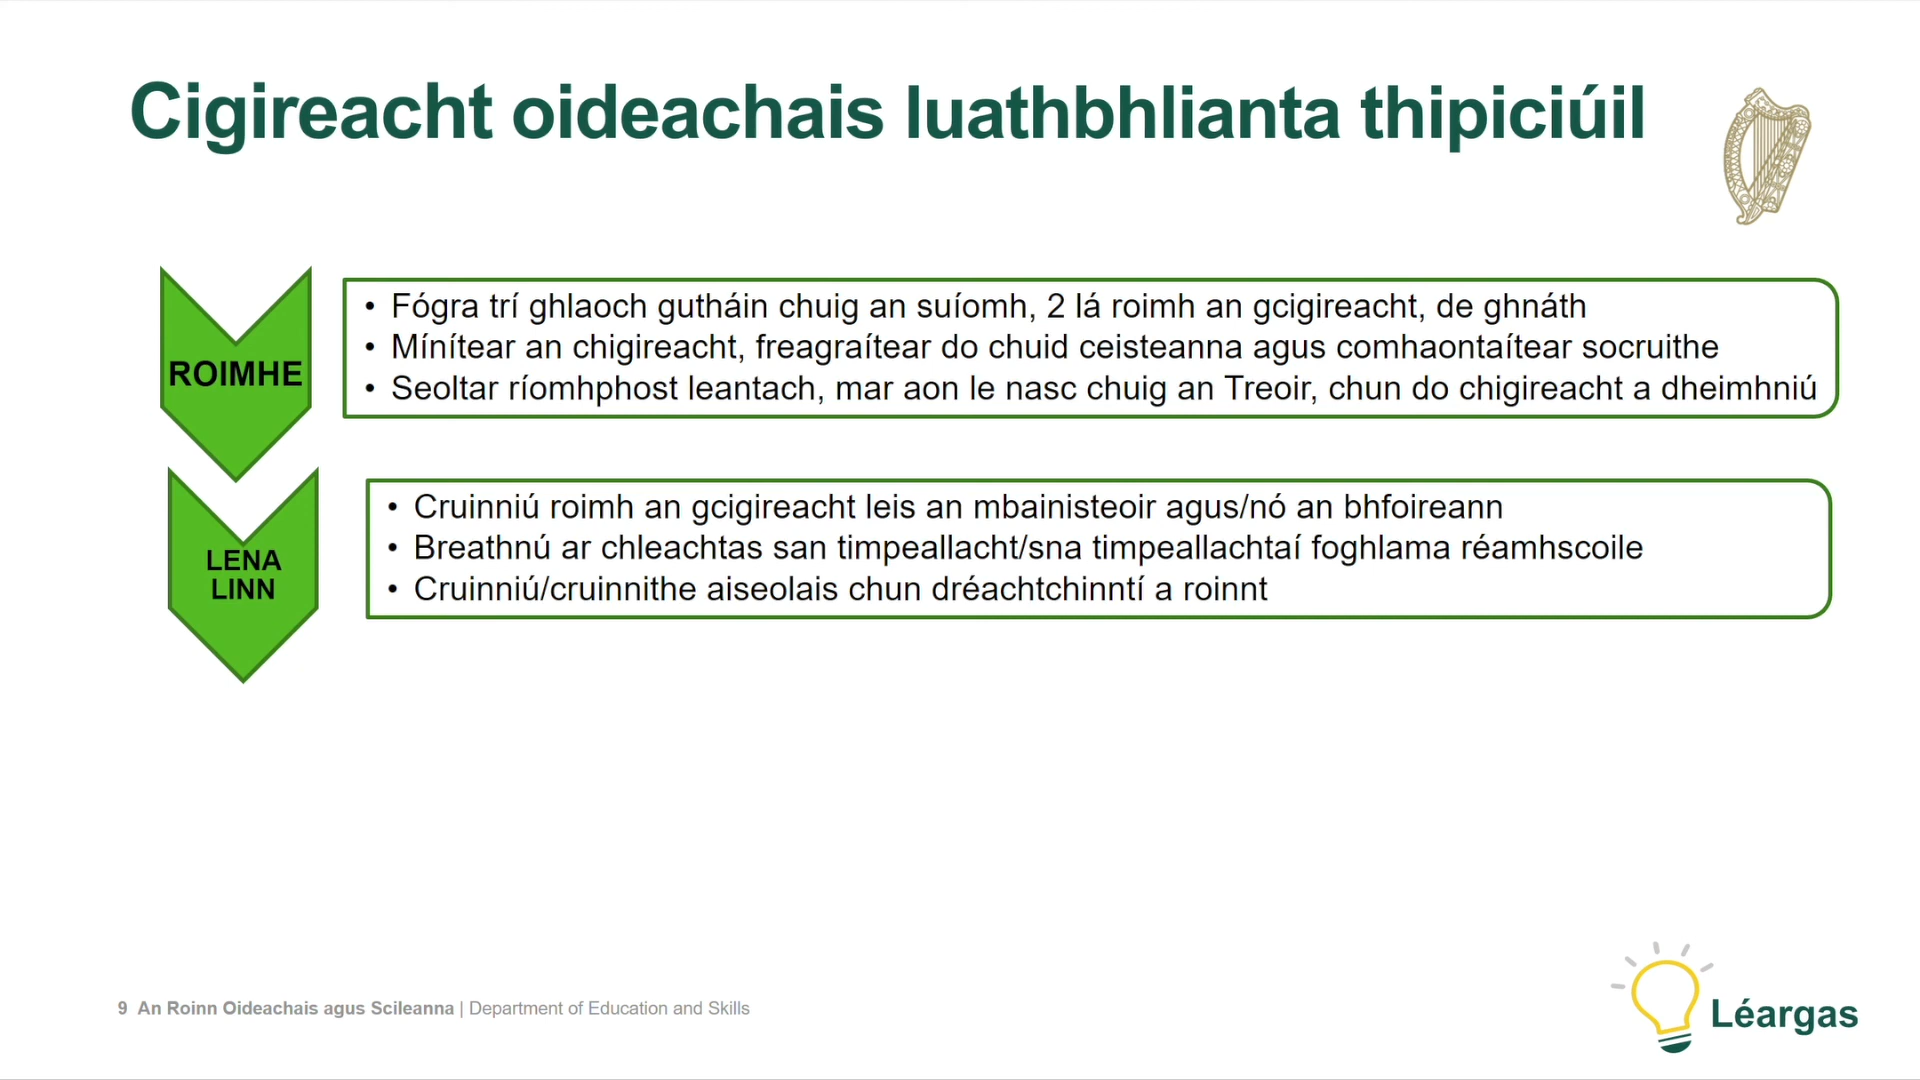 Cigireacht oideachais luathbhlianta thipiciúil
ROIMHE
• Fógra trí ghlaoch gutháin chuig an suíomh, 2 lá roimh an gcigireacht, de ghnáth
• Mínítear an chigireacht, freagraítear do chuid ceisteanna agus comhaontaítear socruithe
• Seoltar ríomhphost leantach, mar aon le nasc chuig an Treoir, chun do chigireacht a dheimhniú
LENA
LINN
• Cruinniú roimh an gcigireacht leis an mbainisteoir agus/nó an bhfoireann
• Breathnú ar chleachtas san timpeallacht/sna timpeallachtaí foghlama réamhscoile
• Cruinniú/cruinnithe aiseolais chun dréachtchinntí a roinnt
9 An Roinn Oideachais agus Scileanna | Department of Education and Skills
Léargas